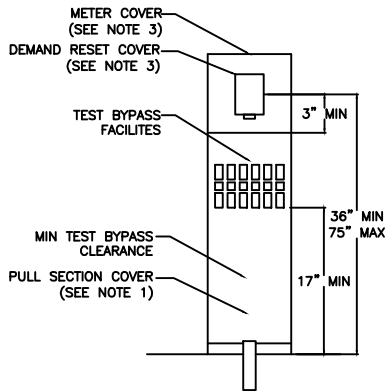 METER COVER
(SEE NOTE 3)
DEMAND RESET COVER
(SEE NOTE 3)
TEST BYPASS
FACILITES
3" MIN
36" MIN
75" MAX
MIN TEST BYPASS
CLEARANCE
17" MIN
PULL SECTION COVER
(SEE NOTE 1)